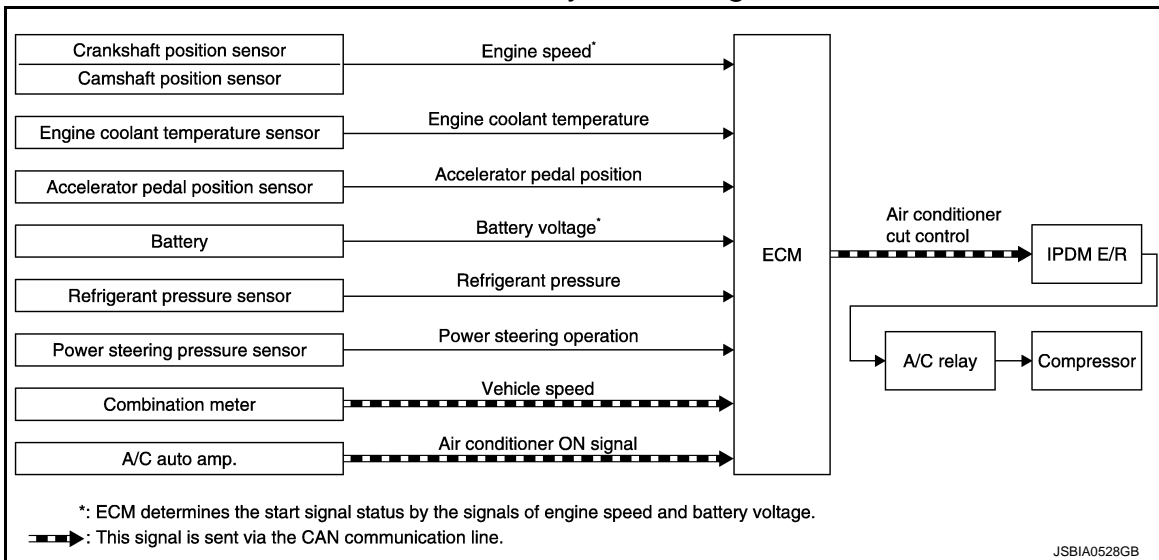 Crankshaft position sensor
Camshaft position sensor
Engine speed*
Engine coolant temperature sensor
Engine coolant temperature
Accelerator pedal position sensor
Accelerator pedal position
Battery
Battery voltage*
Refrigerant pressure sensor
Refrigerant pressure
Power steering pressure sensor
Power steering operation
Combination meter
Vehicle speed
A/C auto amp.
Air conditioner ON signal
ECM
Air conditioner
cut control
IPDM E/R
A/C relay
Compressor
*: ECM determines the start signal status by the signals of engine speed and battery voltage.
: This signal is sent via the CAN communication line.
JSBIA0528GB